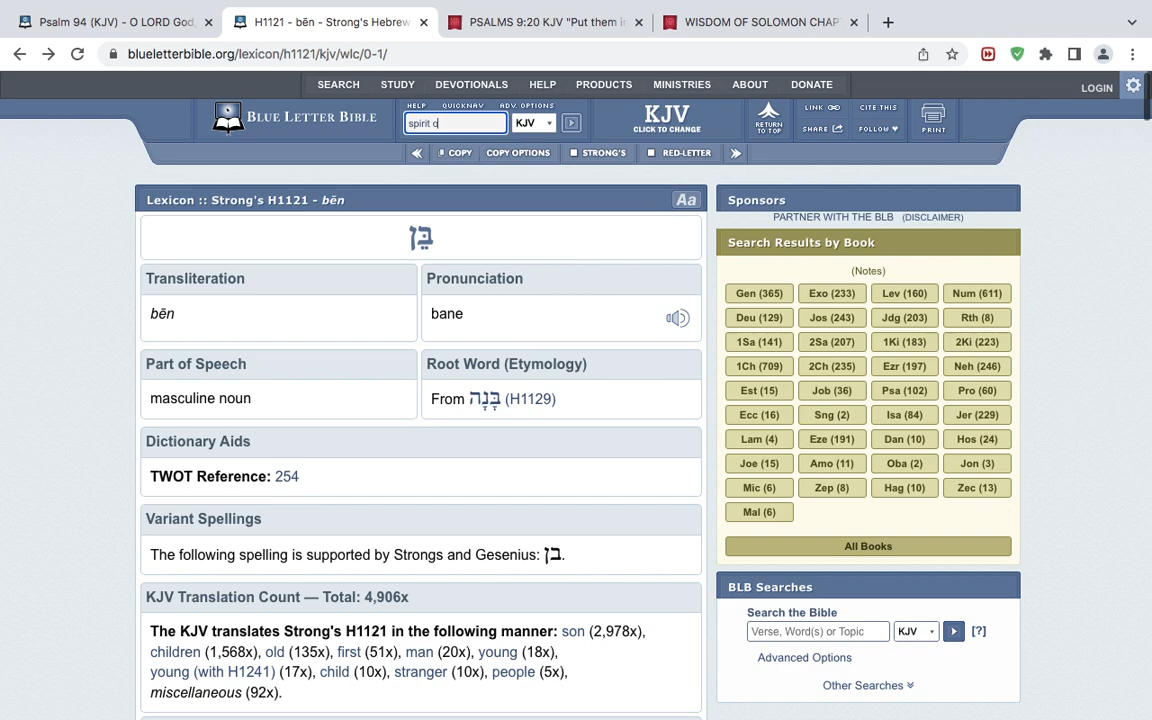 Psalm 94 (KJV) - O LORD God,
H1121 - bēn - Strong's Hebrew
PSALMS 9:20 KJV "Put them in
WISDOM OF SOLOMON CHAP
blueletterbible.org/lexicon/h1121/kjv/wlc/0-1/
SEARCH STUDY DEVOTIONALS HELP PRODUCTS MINISTRIES ABOUT DONATE LOGIN
BLUE LETTER BIBLE
HELP QUICKNAV ADV. OPTIONS
spirit o
KJV
KJV
CLICK TO CHANGE
RETURN
TO TOP
LINK CITE THIS
SHARE FOLLOW
PRINT
COPY COPY OPTIONS STRONG'S RED-LETTER
Lexicon :: Strong's H1121 - bēn
Aa
בֵּן
Transliteration
bēn
Pronunciation
bane
Part of Speech
masculine noun
Root Word (Etymology)
From בָּנָה (H1129)
Dictionary Aids
TWOT Reference: 254
Variant Spellings
The following spelling is supported by Strongs and Gesenius: בן.
KJV Translation Count — Total: 4,906x
The KJV translates Strong's H1121 in the following manner: son (2,978x),
children (1,568x), old (135x), first (51x), man (20x), young (18x),
young (with H1241) (17x), child (10x), stranger (10x), people (5x),
miscellaneous (92x).
Sponsors
PARTNER WITH THE BLB (DISCLAIMER)
Search Results by Book
(Notes)
Gen (365) Exo (233) Lev (160) Num (611)
Deu (129) Jos (243) Jdg (203) Rth (8)
1Sa (141) 2Sa (207) 1Ki (183) 2Ki (223)
1Ch (709) 2Ch (235) Ezr (197) Neh (246)
Est (15) Job (36) Psa (102) Pro (60)
Ecc (16) Sng (2) Isa (84) Jer (229)
Lam (4) Eze (191) Dan (10) Hos (24)
Joe (15) Amo (11) Oba (2) Jon (3)
Mic (6) Zep (8) Hag (10) Zec (13)
Mal (6)
All Books
BLB Searches
Search the Bible
Verse, Word(s) or Topic KJV [?]
Advanced Options
Other Searches